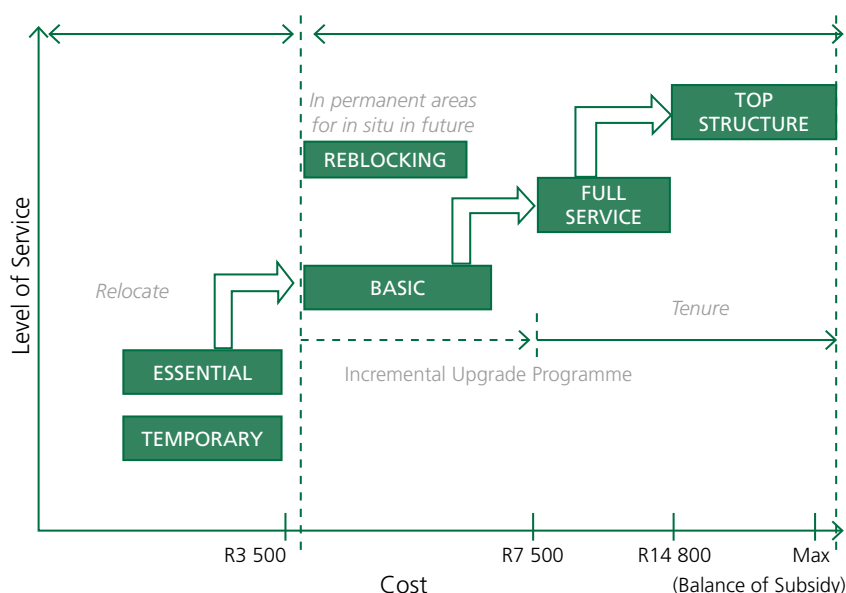 In permanent areas
for in situ in future
TOP
STRUCTURE
REBLOCKING
FULL
SERVICE
Level of Service
Relocate
BASIC
Tenure
ESSENTIAL
Incremental Upgrade Programme
TEMPORARY
R3 500
R7 500
R14 800
Max
Cost
(Balance of Subsidy)